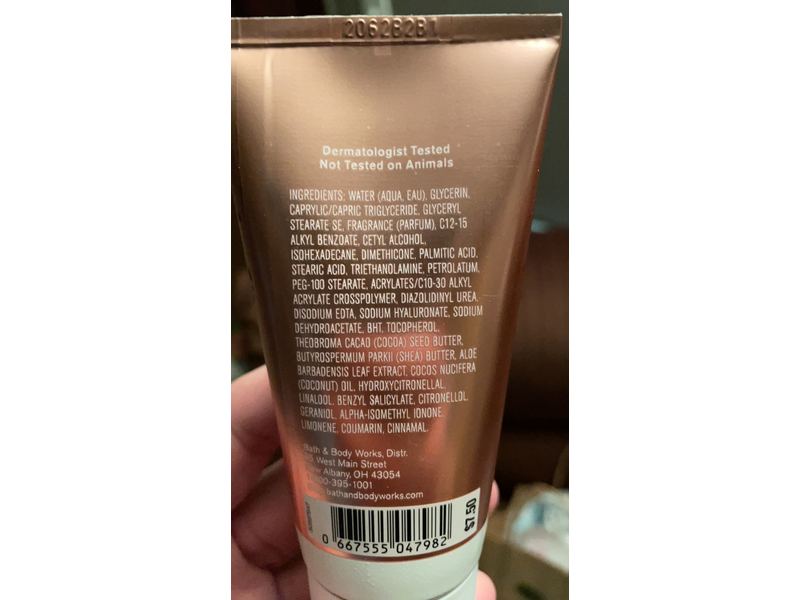 2062B2B1
Dermatologist Tested
Not Tested on Animals
INGREDIENTS: WATER (AQUA, EAU), GLYCERIN,
CAPRYLIC/CAPRIC TRIGLYCERIDE, GLYCERYL
STEARATE SE, FRAGRANCE (PARFUM), C12-15
ALKYL BENZOATE, CETYL ALCOHOL,
ISOHEXADECANE, DIMETHICONE, PALMITIC ACID,
STEARIC ACID, TRIETHANOLAMINE, PETROLATUM,
PEG-100 STEARATE, ACRYLATES/C10-30 ALKYL
ACRYLATE CROSSPOLYMER, DIAZOLIDINYL UREA,
DISODIUM EDTA, SODIUM HYALURONATE, SODIUM
DEHYDROACETATE, BHT, TOCOPHEROL,
THEOBROMA CACAO (COCOA) SEED BUTTER,
BUTYROSPERMUM PARKII (SHEA) BUTTER, ALOE
BARBADENSIS LEAF EXTRACT, COCOS NUCIFERA
(COCONUT) OIL, HYDROXYCITRONELLAL,
LINALOOL, BENZYL SALICYLATE, CITRONELLOL,
GERANIOL, ALPHA-ISOMETHYL IONONE,
LIMONENE, COUMARIN, CINNAMAL.
Bath & Body Works, Distr.
West Main Street
New Albany, OH 43054
1-800-395-1001
bathandbodyworks.com
$7.50
0 667555 047982